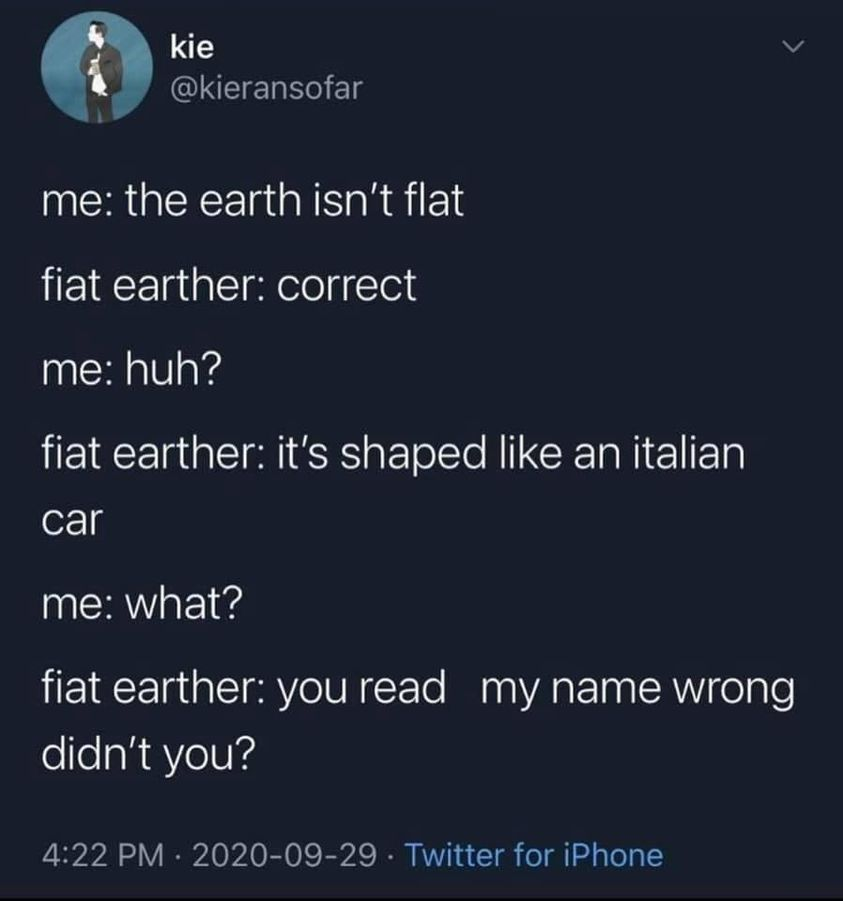 kie
@kieransofar
me: the earth isn't flat
fiat earther: correct
me: huh?
fiat earther: it's shaped like an italian
car
me: what?
fiat earther: you read   my name wrong
didn't you?
4:22 PM · 2020-09-29 · Twitter for iPhone